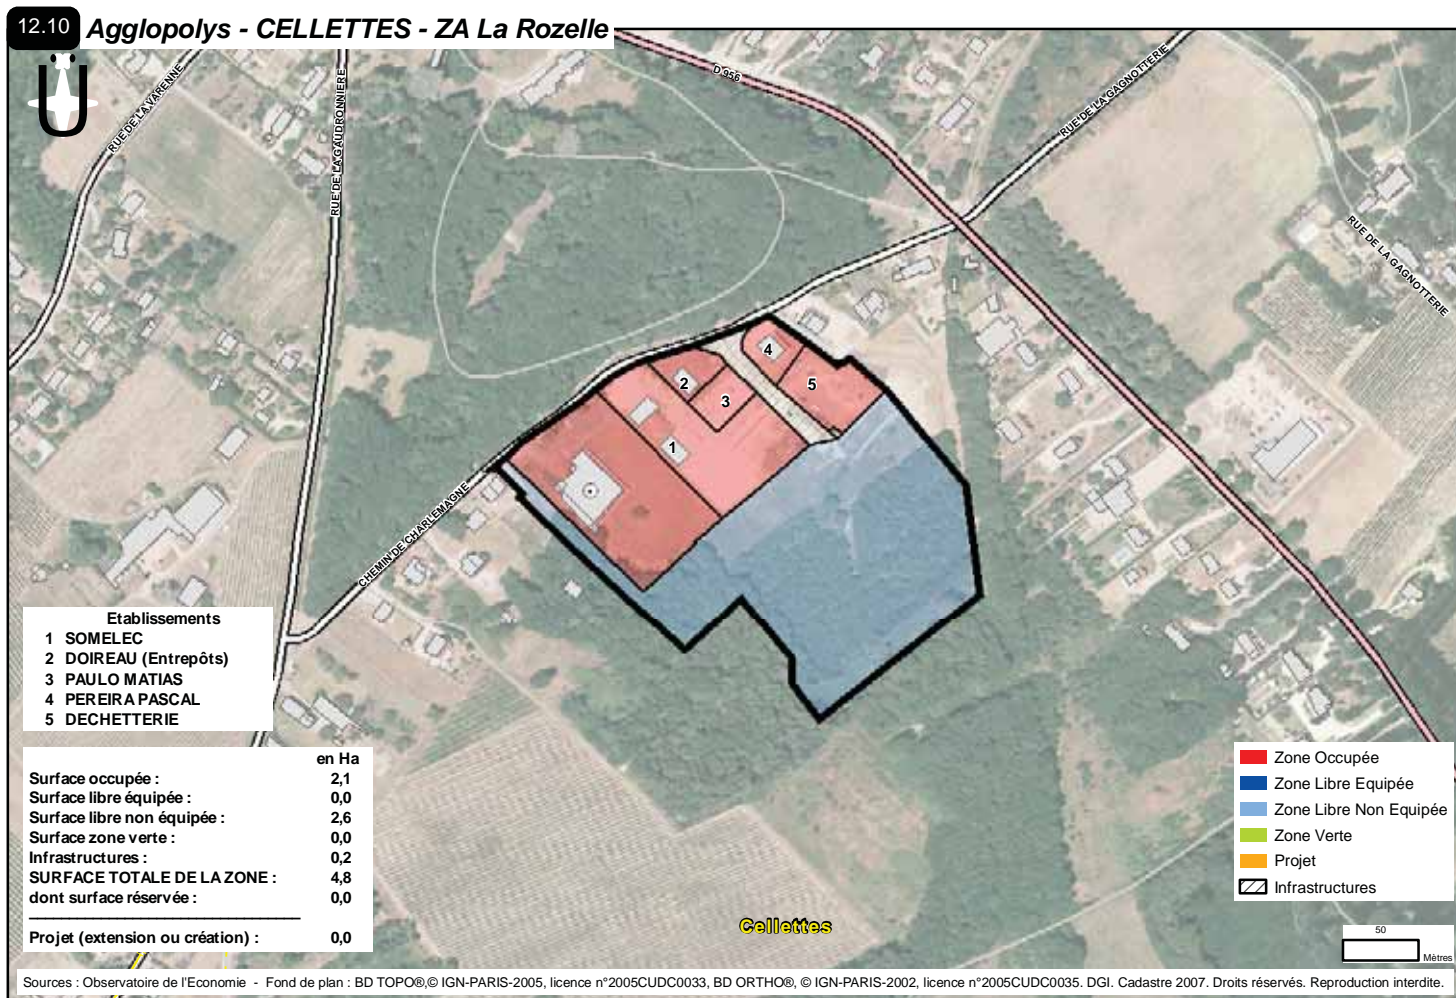 12.10
Agglopolys - CELLETTES - ZA La Rozelle
RUE DE LA VARENNE
RUE DE LA GAUDRONNIERE
D 956
RUE DE LA GAGNOTTERIE
RUE DE LA GAGNOTTERIE
CHEMIN DE CHARLEMAGNE
4
2
5
3
1
Etablissements
1 SOMELEC
2 DOIREAU (Entrepôts)
3 PAULO MATIAS
4 PEREIRA PASCAL
5 DECHETTERIE
en Ha
Surface occupée : 2,1
Surface libre équipée : 0,0
Surface libre non équipée : 2,6
Surface zone verte : 0,0
Infrastructures : 0,2
SURFACE TOTALE DE LA ZONE : 4,8
dont surface réservée : 0,0
Projet (extension ou création) : 0,0
Zone Occupée
Zone Libre Equipée
Zone Libre Non Equipée
Zone Verte
Projet
Infrastructures
Cellettes
50
Mètres
Sources : Observatoire de l'Economie - Fond de plan : BD TOPO®,© IGN-PARIS-2005, licence n°2005CUDC0033, BD ORTHO®, © IGN-PARIS-2002, licence n°2005CUDC0035. DGI. Cadastre 2007. Droits réservés. Reproduction interdite.